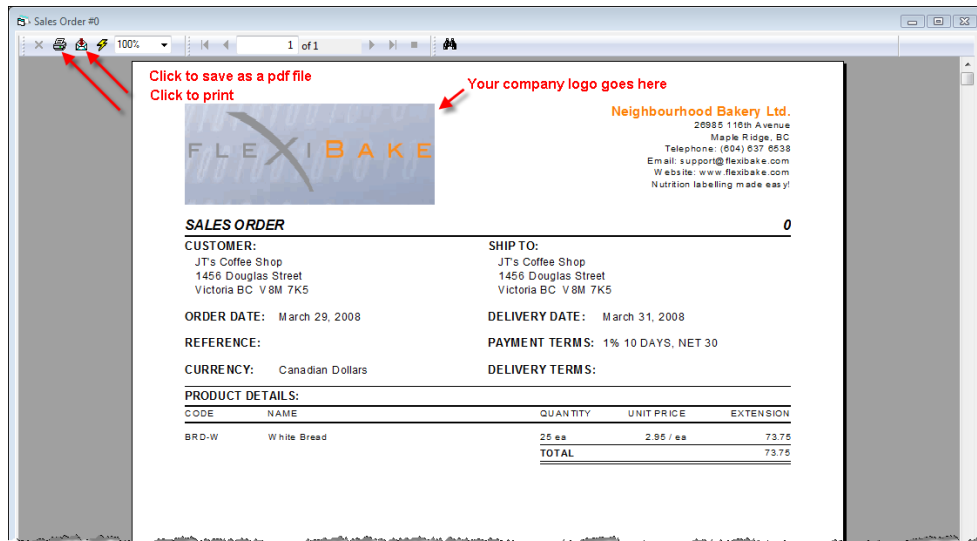 Sales Order #0
100%
1 of 1
Click to save as a pdf file
Click to print
Your company logo goes here
FLEXIBAKE
Neighbourhood Bakery Ltd.
26985 116th Avenue
Maple Ridge, BC
Telephone: (604) 637 6538
Email: support@flexibake.com
Website: www.flexibake.com
Nutrition labelling made easy!
SALES ORDER 0
CUSTOMER: SHIP TO:
JT's Coffee Shop JT's Coffee Shop
1456 Douglas Street 1456 Douglas Street
Victoria BC V8M 7K5 Victoria BC V8M 7K5
ORDER DATE: March 29, 2008 DELIVERY DATE: March 31, 2008
REFERENCE: PAYMENT TERMS: 1% 10 DAYS, NET 30
CURRENCY: Canadian Dollars DELIVERY TERMS:
PRODUCT DETAILS:
CODE NAME QUANTITY UNIT PRICE EXTENSION
BRD-W White Bread 25 ea 2.95 / ea 73.75
TOTAL 73.75